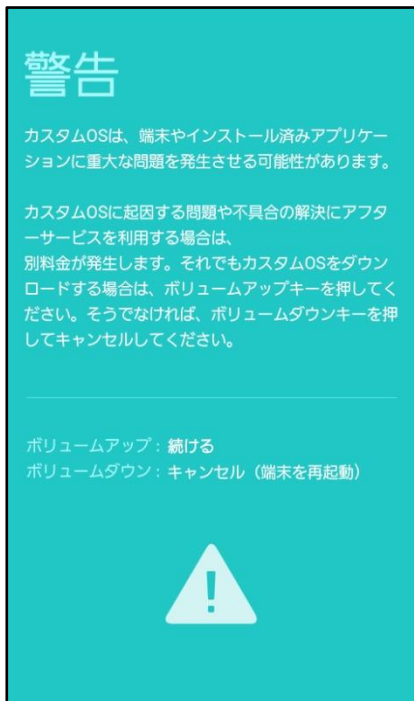 警告
カスタムOSは、端末やインストール済みアプリケー
ションに重大な問題を発生させる可能性があります。
カスタムOSに起因する問題や不具合の解決にアフタ
ーサービスを利用する場合は、
別料金が発生します。それでもカスタムOSをダウン
ロードする場合は、ボリュームアップキーを押してく
ださい。そうでなければ、ボリュームダウンキーを押
してキャンセルしてください。
ボリュームアップ : 続ける
ボリュームダウン : キャンセル（端末を再起動）